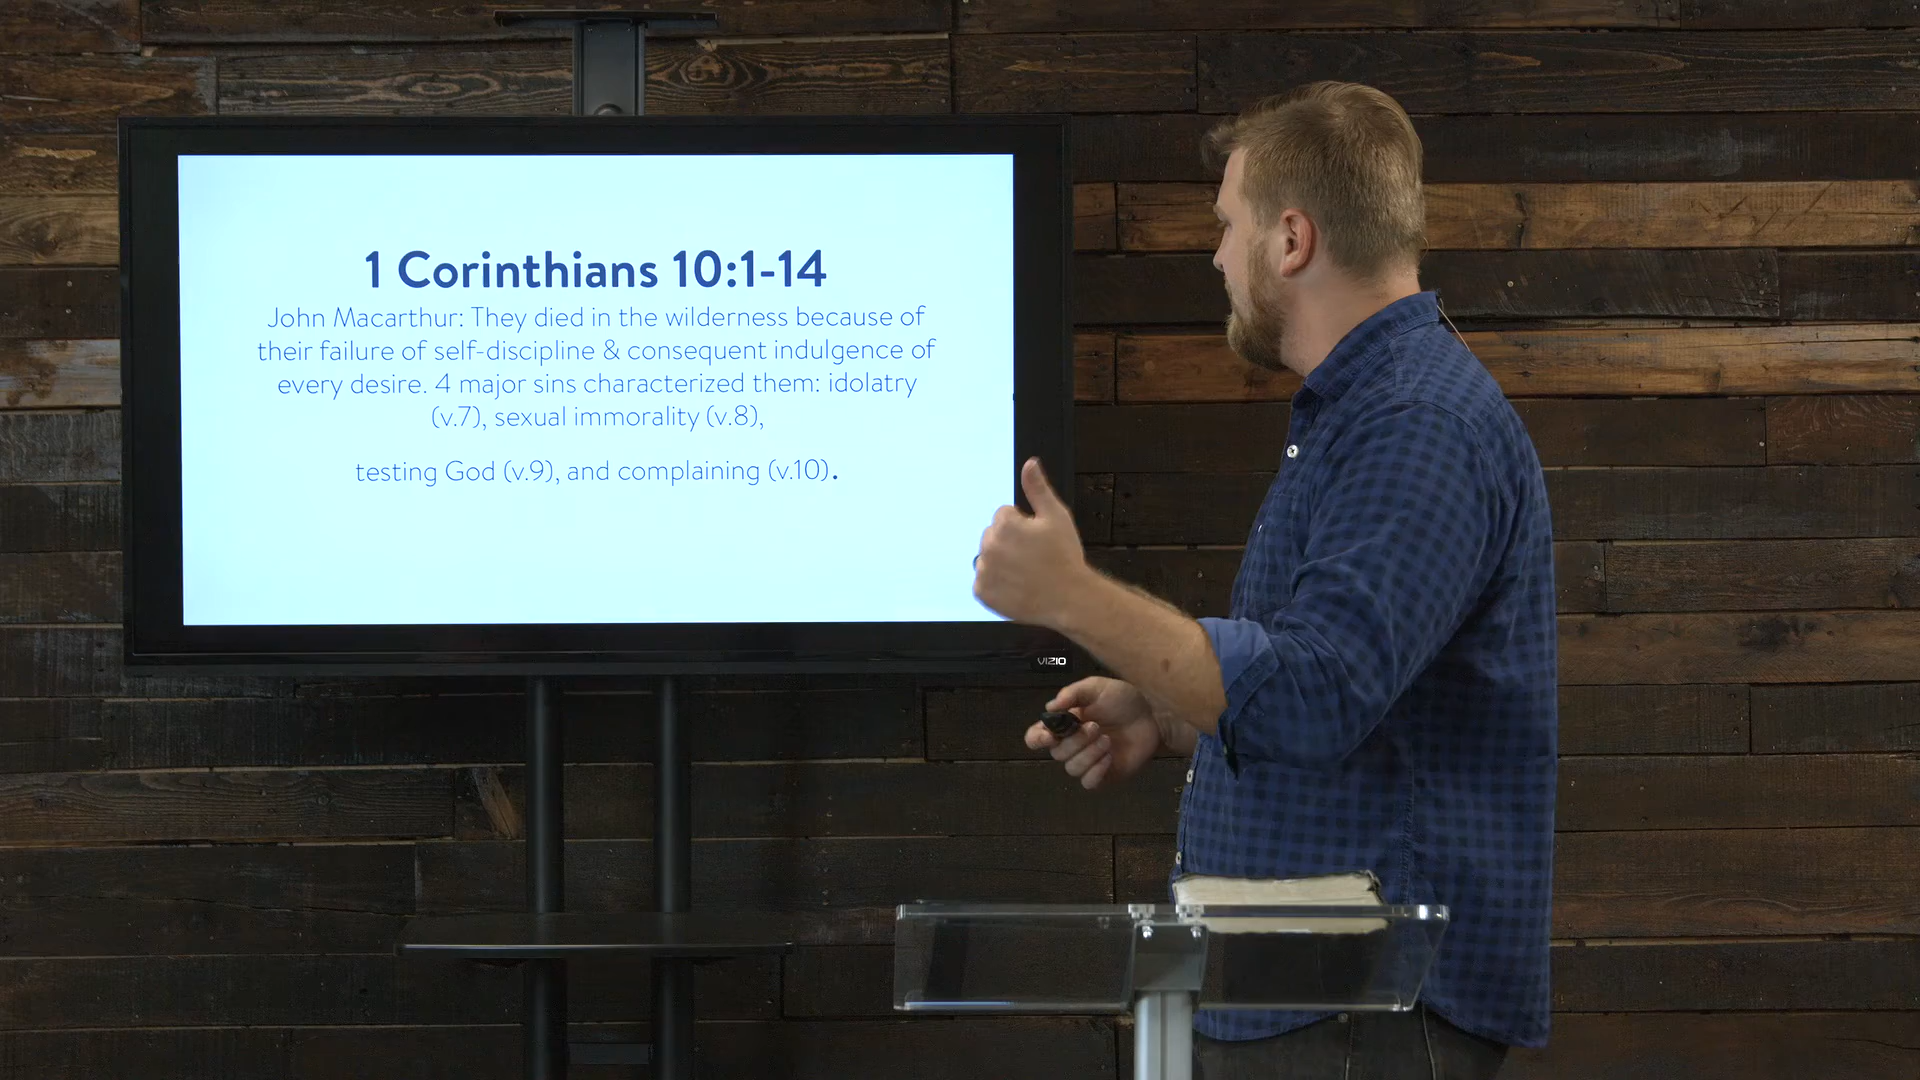 1 Corinthians 10:1-14
John Macarthur: They died in the wilderness because of
their failure of self-discipline & consequent indulgence of
every desire. 4 major sins characterized them: idolatry
(v.7), sexual immorality (v.8),
testing God (v.9), and complaining (v.10).
VIZIO